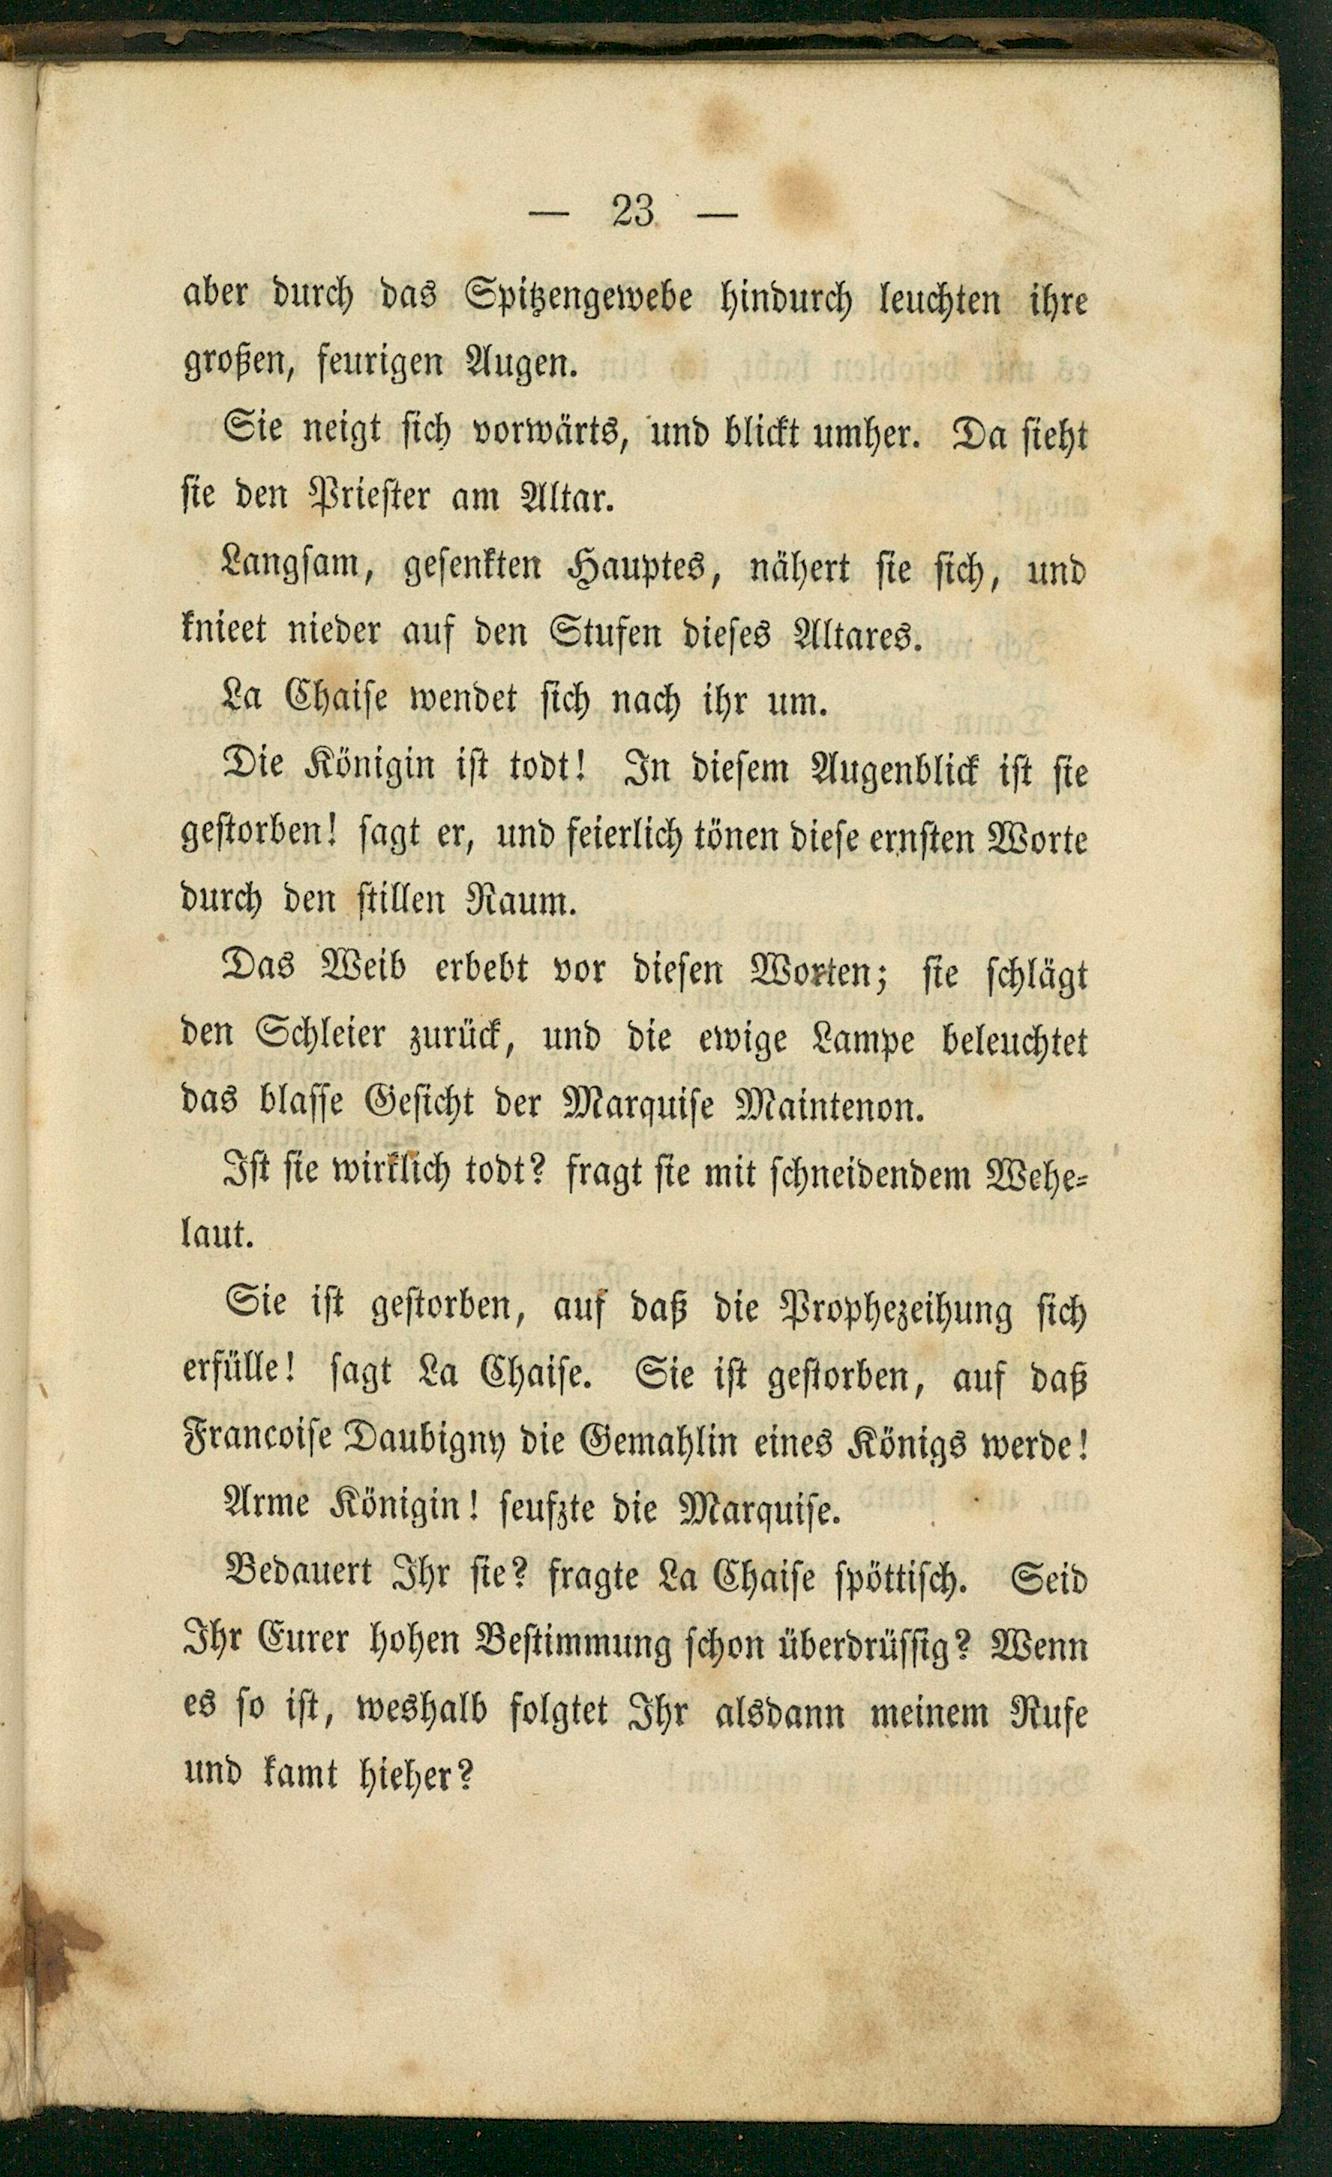 — 23 —
aber durch das Spitzengewebe hindurch leuchten ihre
großen, feurigen Augen.
Sie neigt sich vorwärts, und blickt umher. Da sieht
sie den Priester am Altar.
Langsam, gesenkten Hauptes, nähert sie sich, und
knieet nieder auf den Stufen dieses Altares.
La Chaise wendet sich nach ihr um.
Die Königin ist todt! In diesem Augenblick ist sie
gestorben! sagt er, und feierlich tönen diese ernsten Worte
durch den stillen Raum.
Das Weib erbebt vor diesen Worten; sie schlägt
den Schleier zurück, und die ewige Lampe beleuchtet
das blasse Gesicht der Marquise Maintenon.
Ist sie wirklich todt? fragt sie mit schneidendem Wehe-
laut.
Sie ist gestorben, auf daß die Prophezeihung sich
erfülle! sagt La Chaise. Sie ist gestorben, auf daß
Francoise Daubigny die Gemahlin eines Königs werde!
Arme Königin! seufzte die Marquise.
Bedauert Ihr sie? fragte La Chaise spöttisch. Seid
Ihr Eurer hohen Bestimmung schon überdrüssig? Wenn
es so ist, weshalb folgtet Ihr alsdann meinem Rufe
und kamt hieher?